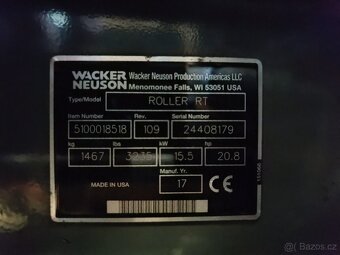 WACKER NEUSON
Wacker Neuson Production Americas LLC
Menomonee Falls, WI 53051 USA
Type/Model ROLLER RT
Item Number Rev. Serial Number
5100018518 109 24408179
kg lbs kW hp
1467 3235 15.5 20.8
Manuf. Yr.
MADE IN USA 17 CE
Bazos.cz